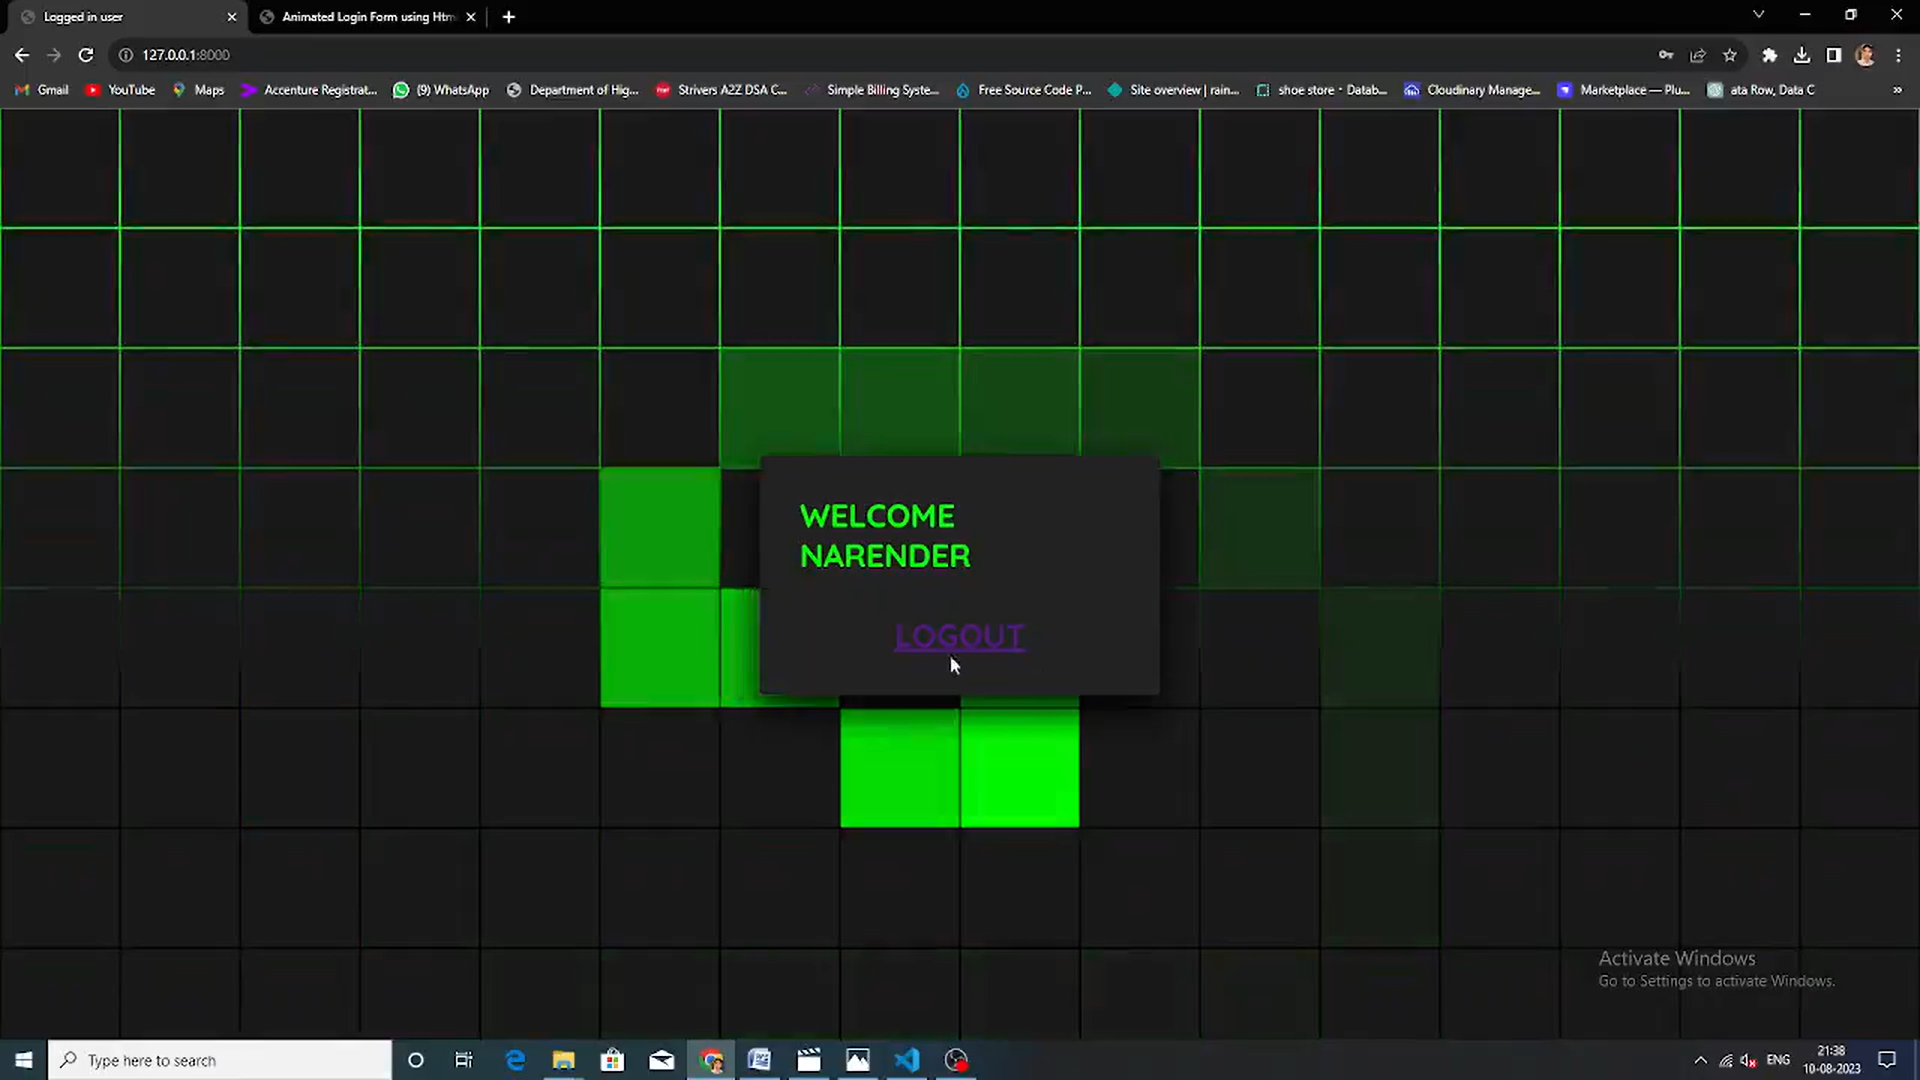 Logged in user
Animated Login Form using Htm
127.0.0.1:8000
Gmail
YouTube
Maps
Accenture Registrat...
(9) WhatsApp
Department of Hig...
Strivers A2Z DSA C...
Simple Billing Syste...
Free Source Code P...
Site overview | rain...
shoe store · Datab...
Cloudinary Manage...
Marketplace — Plu...
ata Row, Data C
»
WELCOME
NARENDER
LOGOUT
Activate Windows
Go to Settings to activate Windows.
Type here to search
ENG
21:38
10-08-2023